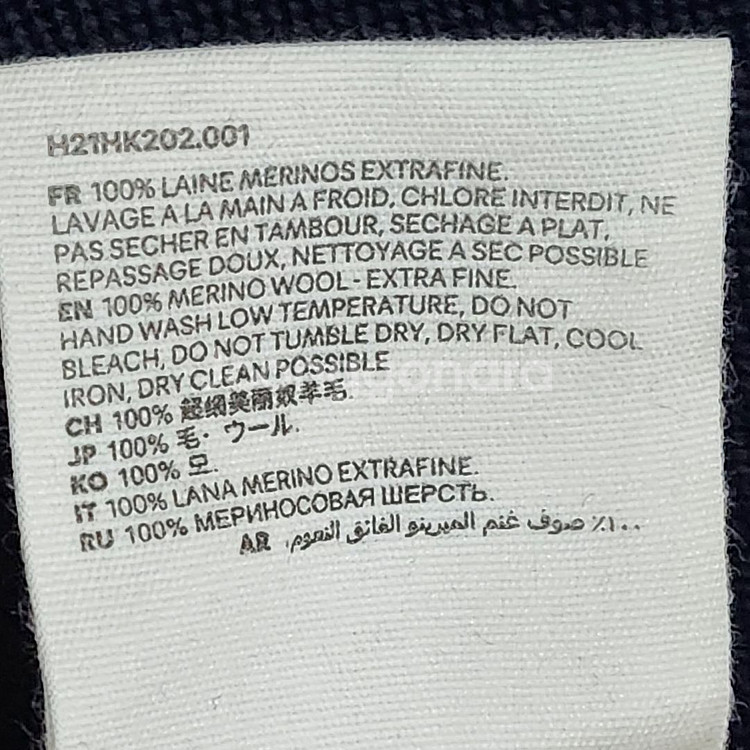 H21HK202.001
FR 100% LAINE MERINOS EXTRAFINE.
LAVAGE A LA MAIN A FROID, CHLORE INTERDIT, NE
PAS SECHER EN TAMBOUR, SECHAGE A PLAT,
REPASSAGE DOUX, NETTOYAGE A SEC POSSIBLE
EN 100% MERINO WOOL - EXTRA FINE.
HAND WASH LOW TEMPERATURE, DO NOT
BLEACH, DO NOT TUMBLE DRY, DRY FLAT, COOL
IRON, DRY CLEAN POSSIBLE
CH 100% 超细美丽奴羊毛.
JP 100% 毛・ウール.
KO 100% 모.
IT 100% LANA MERINO EXTRAFINE.
RU 100% МЕРИНОСОВАЯ ШЕРСТЬ.
١٠٠٪ صوف غنم الميرينو الفائق النعوم. AR